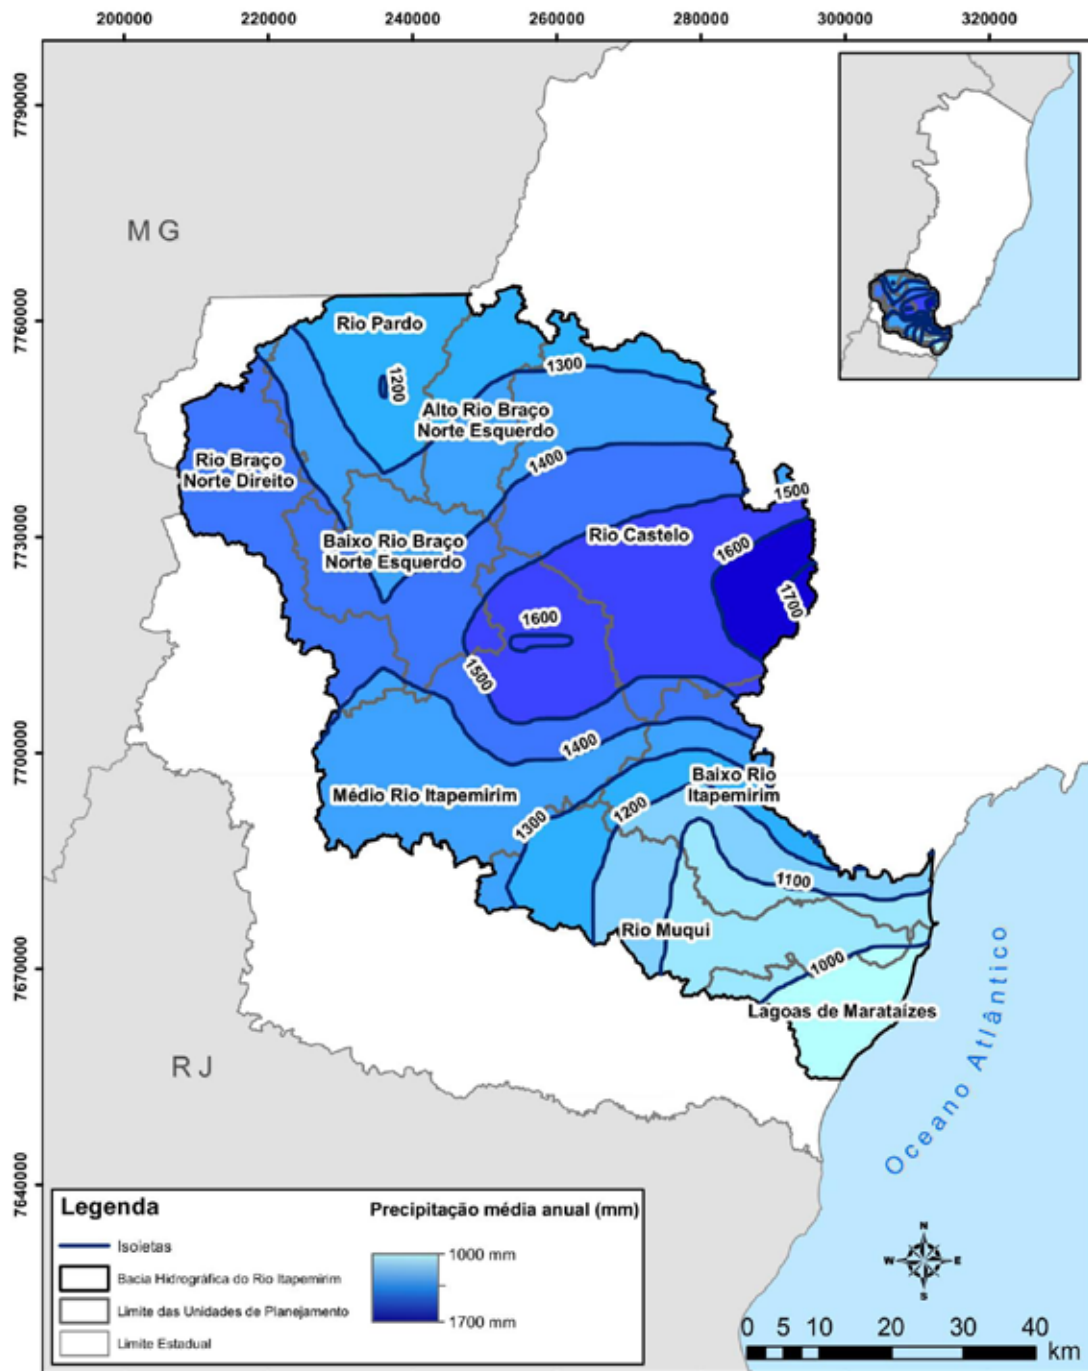 200000 220000 240000 260000 280000 300000 320000
7790000
7760000
7730000
7700000
7670000
7640000
MG
RJ
Rio Pardo
1200
1300
Alto Rio Braço
Norte Esquerdo
1400
Rio Braço
Norte Direito
1500
Rio Castelo
Baixo Rio Braço
Norte Esquerdo
1600
1700
1600
1500
1400
Médio Rio Itapemirim
Baixo Rio
Itapemirim
1300
1200
1100
Rio Muqui
1000
Lagoas de Marataízes
Oceano Atlântico
Legenda
Isoietas
Bacia Hidrográfica do Rio Itapemirim
Limite das Unidades de Planejamento
Limite Estadual
Precipitação média anual (mm)
1000 mm
1700 mm
N
W E
S
0 5 10 20 30 40
km